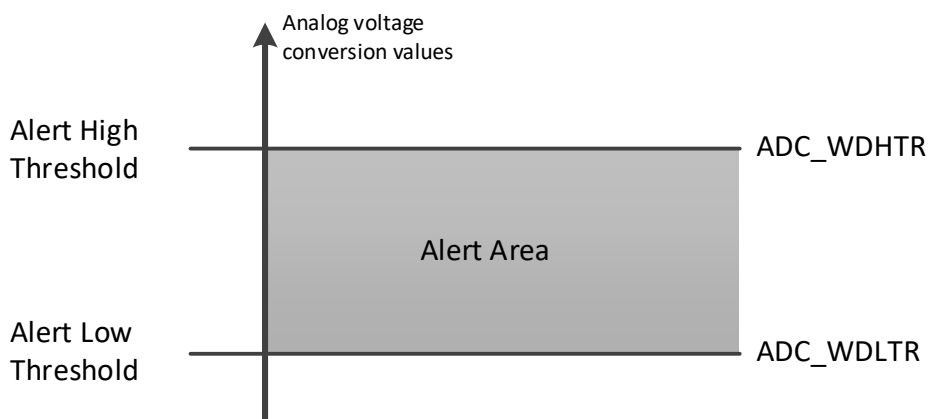 Analog voltage
conversion values
Alert High
Threshold
ADC_WDHTR
Alert Area
Alert Low
Threshold
ADC_WDLTR